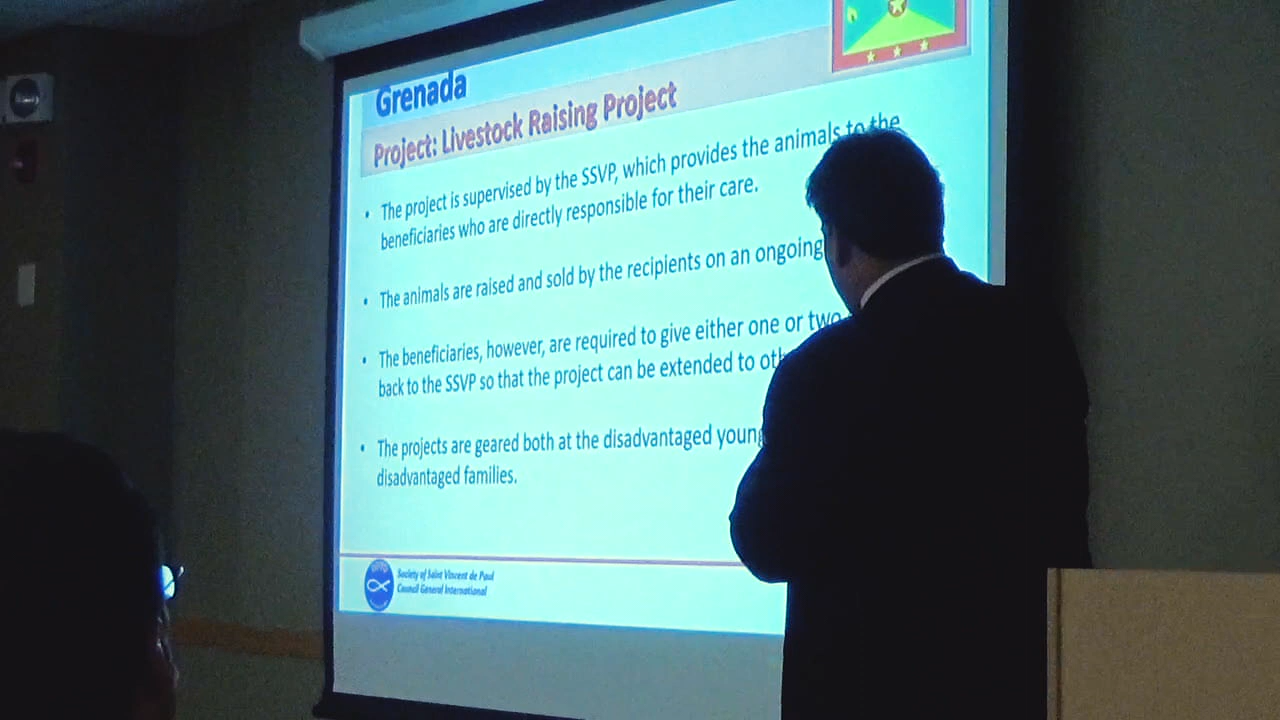 Grenada
Project: Livestock Raising Project
• The project is supervised by the SSVP, which provides the animals to the
beneficiaries who are directly responsible for their care.
• The animals are raised and sold by the recipients on an ongoing
• The beneficiaries, however, are required to give either one or two
back to the SSVP so that the project can be extended to
• The projects are geared both at the disadvantaged
disadvantaged families.
Society of Saint Vincent de Paul
Council General International